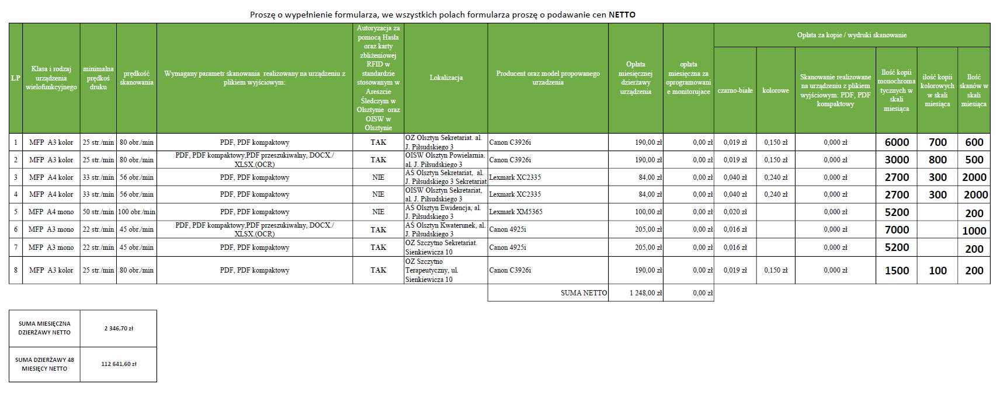 Proszę o wypełnienie formularza, we wszystkich polach formularza proszę o podawanie cen NETTO
LP
Klasa i rodzaj
urządzenia
wielofunkcyjnego
minimalna
prędkoś
druku
prędkość
skanowania
Wymagany parametr skanowania realizowany na urządzeniu z
plikiem wyjściowym:
Autoryzacja za
pomocą Hasła
oraz karty
zbliżeniowej
RFID w
standardzie
stosowanym w
Areszcie
Śledczym w
Olsztynie oraz
OISW w
Olsztynie
Lokalizacja
Producent oraz model propowanego
urzadzenia
Opłata
miesięcznej
dzierżawy
urządzenia
opłata
miesięczna za
oprogramowani
e monitorujace
Opłata za kopie / wydruki skanowanie
czarno-białe
kolorowe
Skanowanie realizowane
na urządzeniu z plikiem
wyjściowym: PDF, PDF
kompaktowy
Ilość kopii
monochroma
tycznych w
skali
miesiąca
ilość kopii
kolorowych
w skali
miesiąca
Ilość
skanów w
skali
miesiąca
1 MFP A3 kolor 25 str./min 80 obr./min PDF, PDF kompaktowy TAK OZ Olsztyn Sekretariat. al.
J. Piłsudskiego 3
Canon C3926i 190,00 zł 0,00 zł 0,019 zł 0,150 zł 0,000 zł 6000 700 600
2 MFP A3 kolor 25 str./min 80 obr./min PDF, PDF kompaktowy,PDF przeszukiwalny, DOCX./
XLSX.(OCR)
TAK OISW Olsztyn Powielarnia.
al. J. Piłsudskiego 3
Canon C3926i 190,00 zł 0,00 zł 0,019 zł 0,150 zł 0,000 zł 3000 800 500
3 MFP A4 kolor 33 str./min 56 obr./min PDF, PDF kompaktowy NIE AŚ Olsztyn Sekretariat, al.
J. Piłsudskiego 3 Sekretariat
Lexmark XC2335 84,00 zł 0,00 zł 0,040 zł 0,240 zł 0,000 zł 2700 300 2000
4 MFP A4 kolor 33 str./min 56 obr./min PDF, PDF kompaktowy NIE OISW Olsztyn Sekretariat,
al. J. Piłsudskiego 3
Lexmark XC2335 84,00 zł 0,00 zł 0,040 zł 0,240 zł 0,000 zł 2700 300 2000
5 MFP A4 mono 50 str./min 100 obr./min PDF, PDF kompaktowy NIE AŚ Olsztyn Ewidencja, al.
J. Piłsudskiego 3
Lexmark XM5365 100,00 zł 0,00 zł 0,020 zł 0,000 zł 5200 200
6 MFP A3 mono 22 str./min 45 obr./min PDF, PDF kompaktowy,PDF przeszukiwalny, DOCX./
XLSX.(OCR)
TAK AŚ Olsztyn Kwaterunek, al.
J. Piłsudskiego 3
Canon 4925i 205,00 zł 0,00 zł 0,016 zł 0,000 zł 7000 1000
7 MFP A3 mono 22 str./min 45 obr./min PDF, PDF kompaktowy TAK OZ Szczytno Sekretariat.
Sienkiewicza 10
Canon 4925i 205,00 zł 0,00 zł 0,016 zł 0,000 zł 5200 200
8 MFP A3 kolor 25 str./min 80 obr./min PDF, PDF kompaktowy TAK OZ Szczytno
Terapeutyczny, ul.
Sienkiewicza 10
Canon C3926i 190,00 zł 0,00 zł 0,019 zł 0,150 zł 0,000 zł 1500 100 200
SUMA NETTO 1 248,00 zł 0,00 zł
SUMA MIESIĘCZNA
DZIERŻAWY NETTO
2 346,70 zł
SUMA DZIERŻAWY 48
MIESIĘCY NETTO
112 641,60 zł